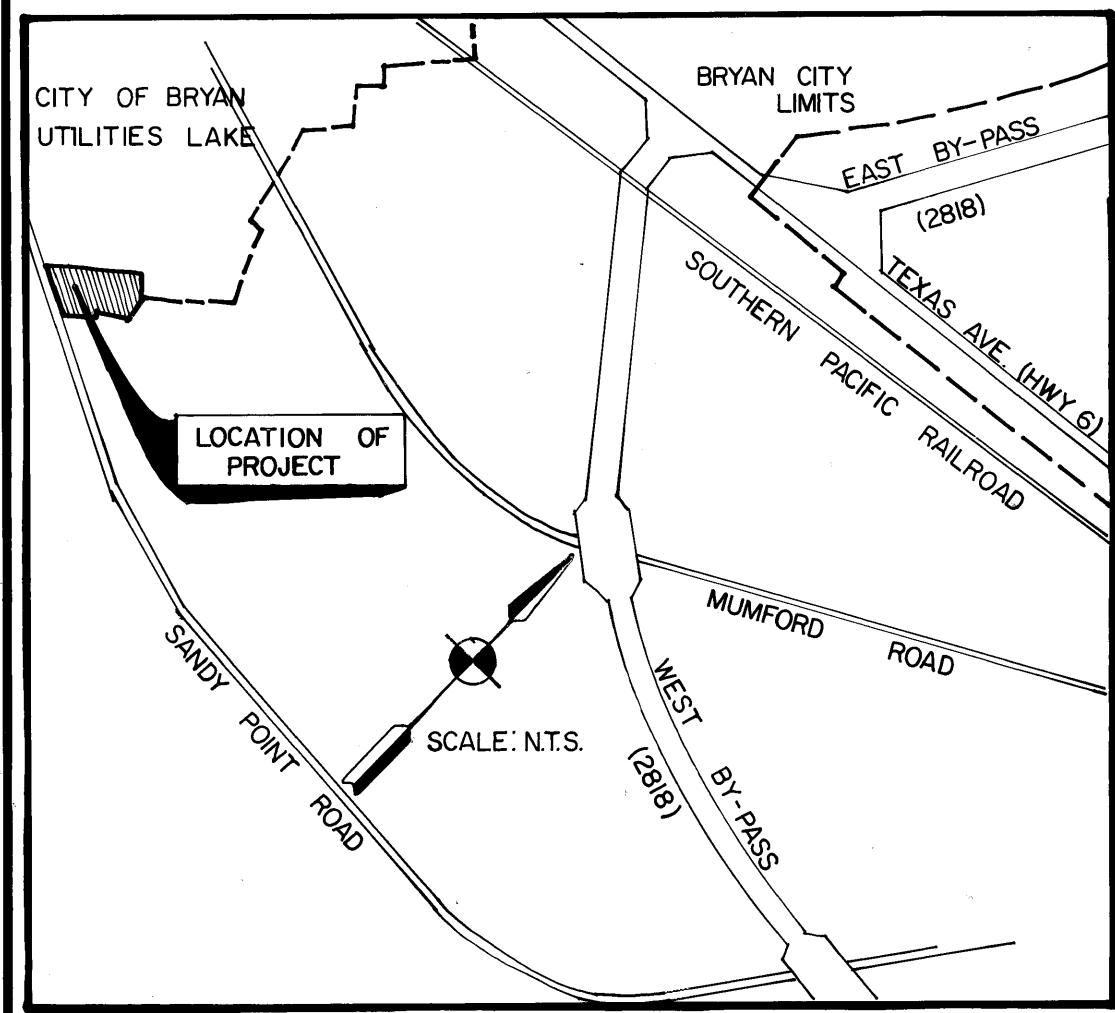 CITY OF BRYAN
UTILITIES LAKE
BRYAN CITY
LIMITS
EAST BY-PASS
(2818)
TEXAS AVE. (HWY 6)
SOUTHERN PACIFIC RAILROAD
LOCATION OF
PROJECT
MUMFORD ROAD
SANDY POINT ROAD
SCALE: N.T.S.
WEST BY-PASS
(2818)